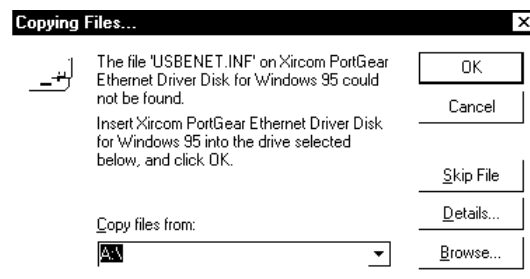 Copying Files...
The file 'USBENET.INF' on Xircom PortGear
Ethernet Driver Disk for Windows 95 could
not be found.
Insert Xircom PortGear Ethernet Driver Disk
for Windows 95 into the drive selected
below, and click OK.
Copy files from:
A:\
OK
Cancel
Skip File
Details...
Browse...